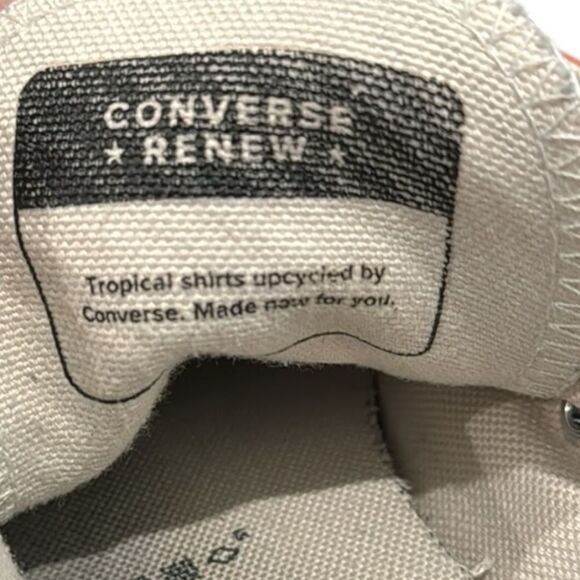 CONVERSE
★ RENEW ★
Tropical shirts upcycled by
Converse. Made new for you.